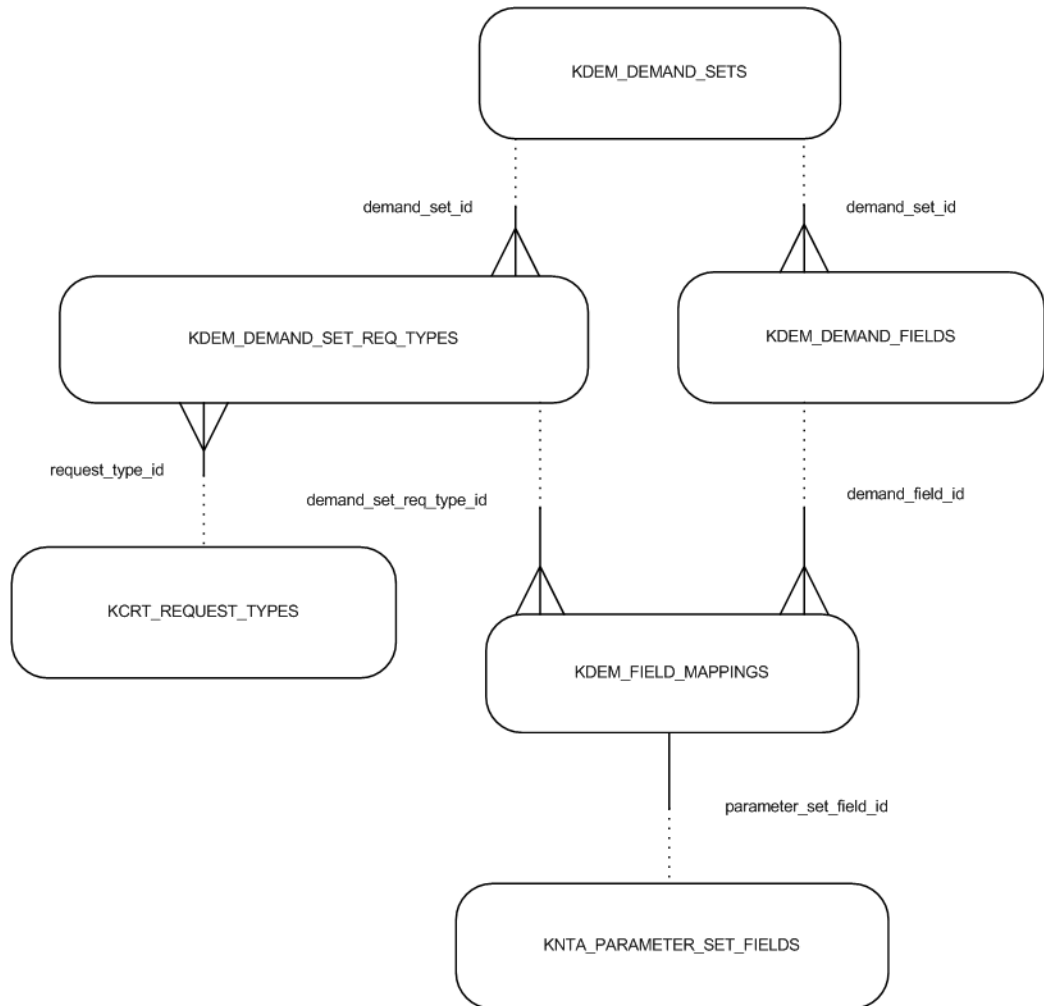 KDEM_DEMAND_SETS
demand_set_id
demand_set_id
KDEM_DEMAND_SET_REQ_TYPES
KDEM_DEMAND_FIELDS
request_type_id
demand_set_req_type_id
demand_field_id
KCRT_REQUEST_TYPES
KDEM_FIELD_MAPPINGS
parameter_set_field_id
KNTA_PARAMETER_SET_FIELDS